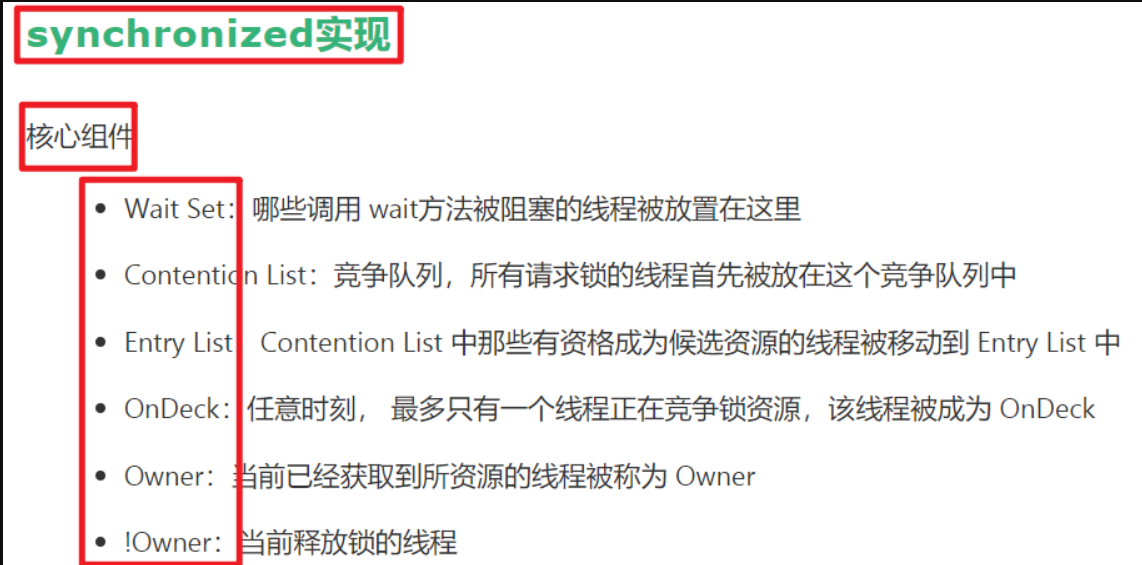 synchronized实现
核心组件
Wait Set：哪些调用 wait方法被阻塞的线程被放置在这里
Contention List：竞争队列，所有请求锁的线程首先被放在这个竞争队列中
Entry List Contention List 中那些有资格成为候选资源的线程被移动到 Entry List 中
OnDeck：任意时刻， 最多只有一个线程正在竞争锁资源，该线程被成为 OnDeck
Owner：当前已经获取到所资源的线程被称为 Owner
!Owner：当前释放锁的线程